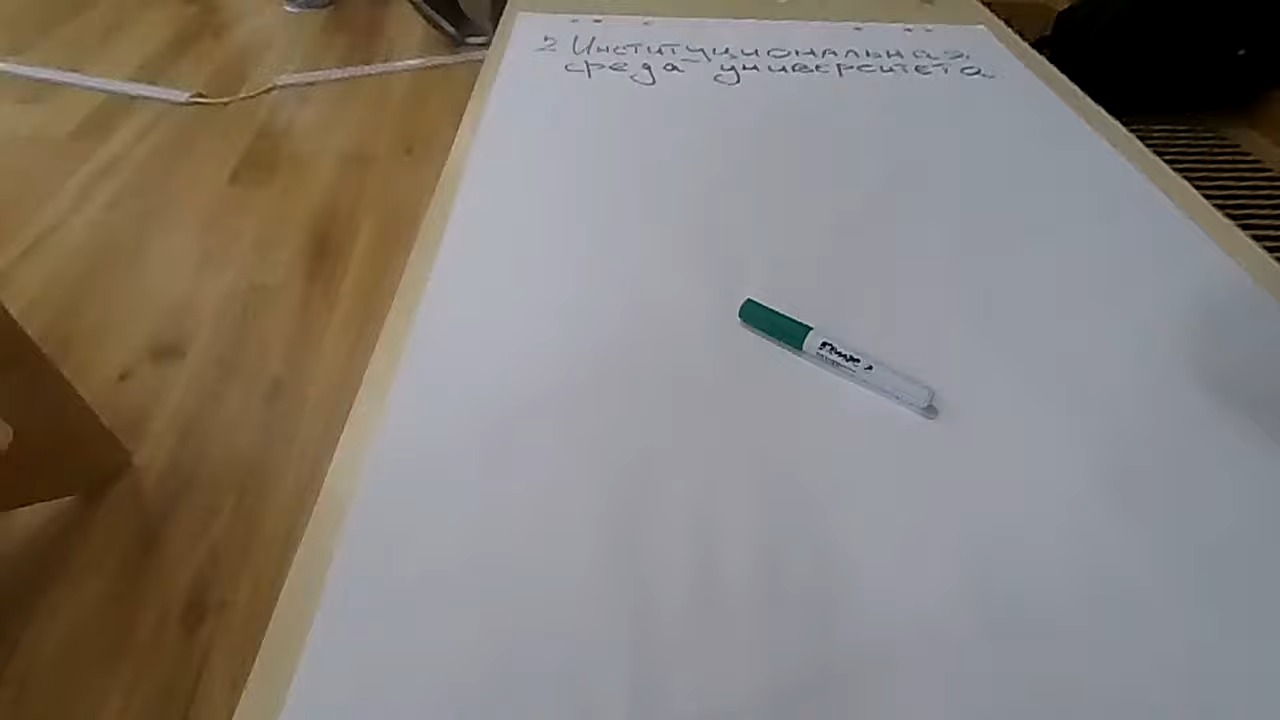 2 Институциональная
среда университета